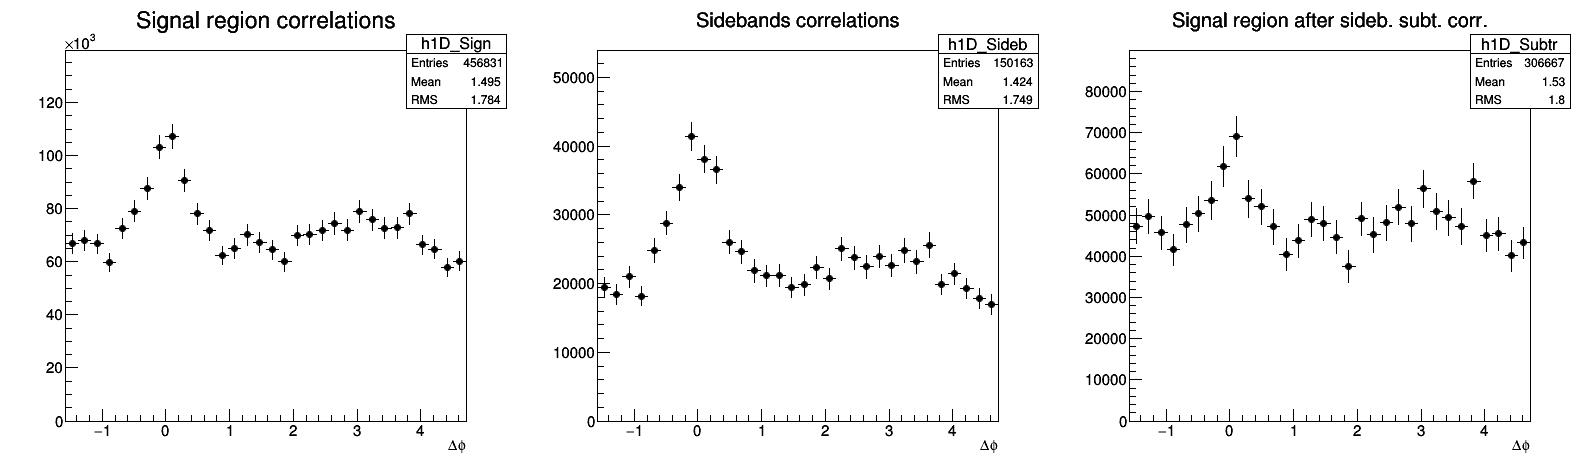 Signal region correlations
×10³
h1D_Sign
Entries 456831
Mean 1.495
RMS 1.784
120
100
80
60
40
20
0
−1 0 1 2 3 4
Δϕ
Sidebands correlations
h1D_Sideb
Entries 150163
Mean 1.424
RMS 1.749
50000
40000
30000
20000
10000
0
−1 0 1 2 3 4
Δϕ
Signal region after sideb. subt. corr.
h1D_Subtr
Entries 306667
Mean 1.53
RMS 1.8
80000
70000
60000
50000
40000
30000
20000
10000
0
−1 0 1 2 3 4
Δϕ